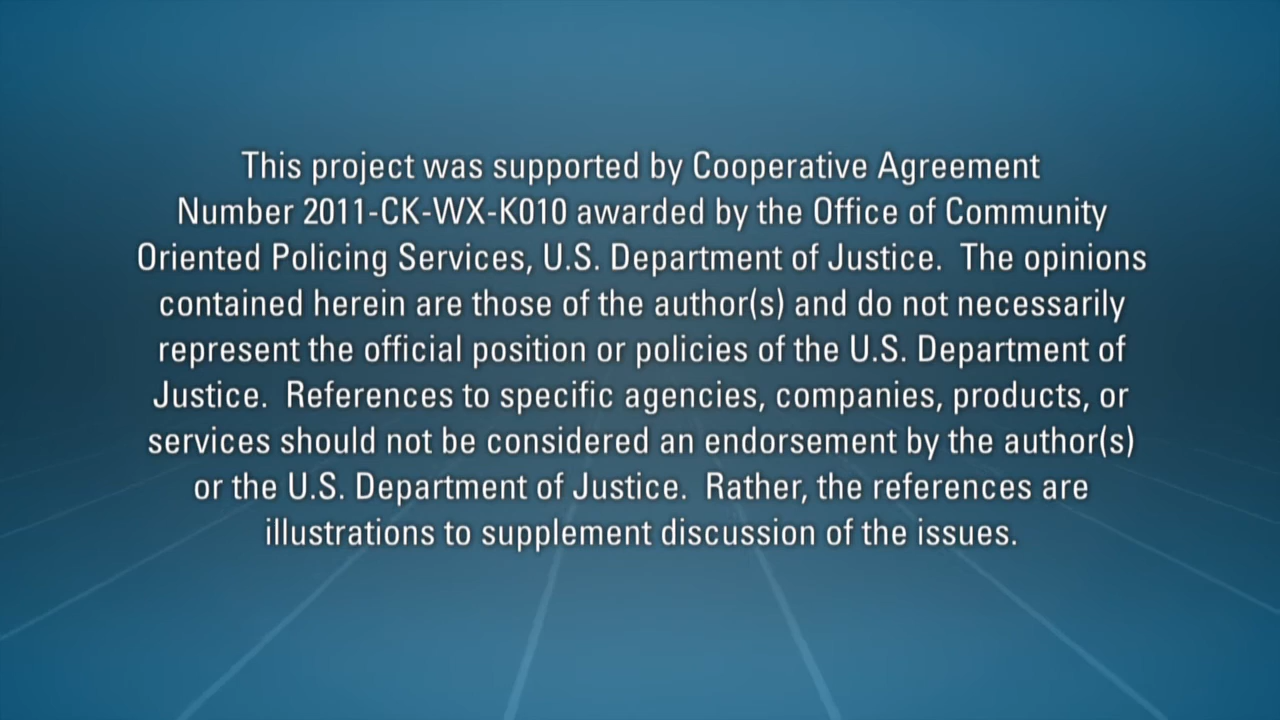 This project was supported by Cooperative Agreement
Number 2011-CK-WX-K010 awarded by the Office of Community
Oriented Policing Services, U.S. Department of Justice.  The opinions
contained herein are those of the author(s) and do not necessarily
represent the official position or policies of the U.S. Department of
Justice.  References to specific agencies, companies, products, or
services should not be considered an endorsement by the author(s)
or the U.S. Department of Justice.  Rather, the references are
illustrations to supplement discussion of the issues.